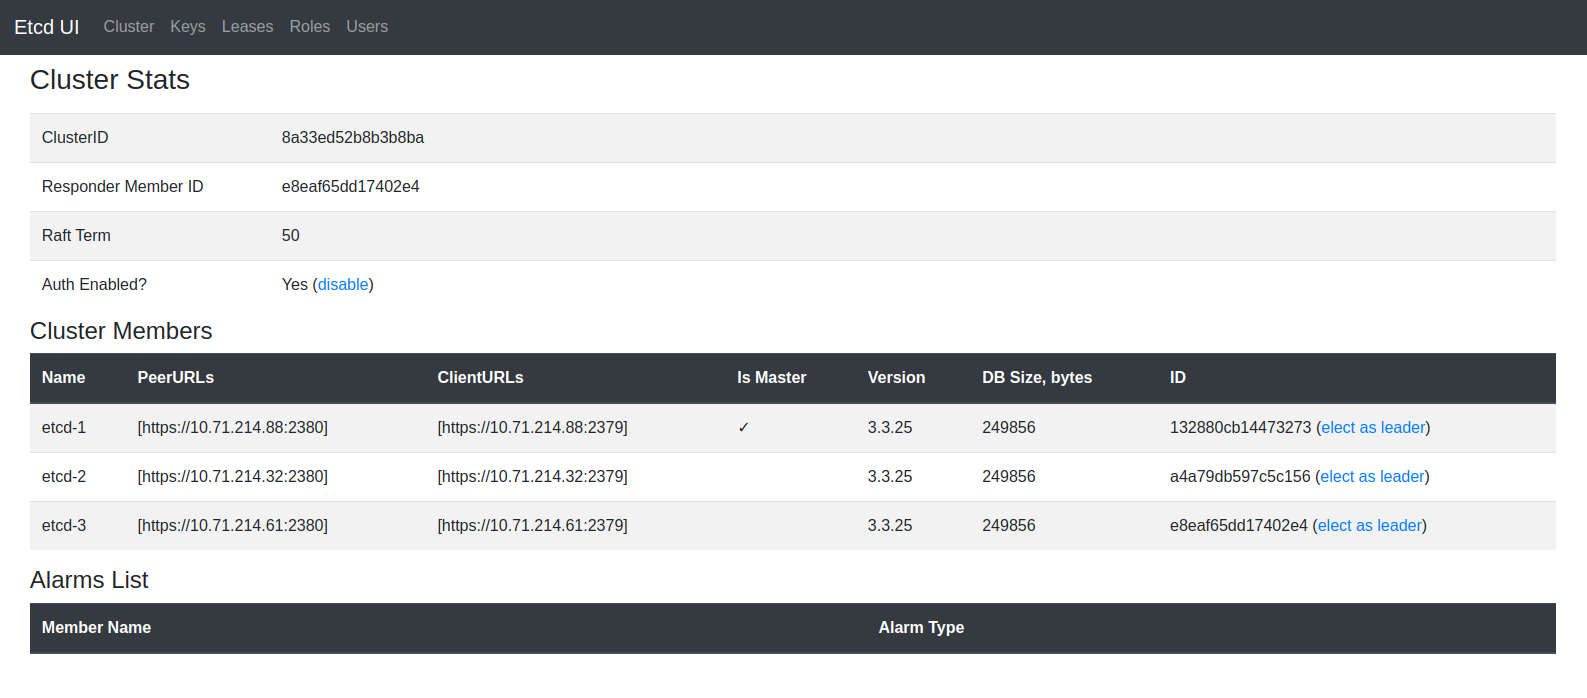 Etcd UI Cluster Keys Leases Roles Users
Cluster Stats
ClusterID 8a33ed52b8b3b8ba
Responder Member ID e8eaf65dd17402e4
Raft Term 50
Auth Enabled? Yes (disable)
Cluster Members
Name PeerURLs ClientURLs Is Master Version DB Size, bytes ID
etcd-1 [https://10.71.214.88:2380] [https://10.71.214.88:2379] ✓ 3.3.25 249856 132880cb14473273 (elect as leader)
etcd-2 [https://10.71.214.32:2380] [https://10.71.214.32:2379] 3.3.25 249856 a4a79db597c5c156 (elect as leader)
etcd-3 [https://10.71.214.61:2380] [https://10.71.214.61:2379] 3.3.25 249856 e8eaf65dd17402e4 (elect as leader)
Alarms List
Member Name Alarm Type